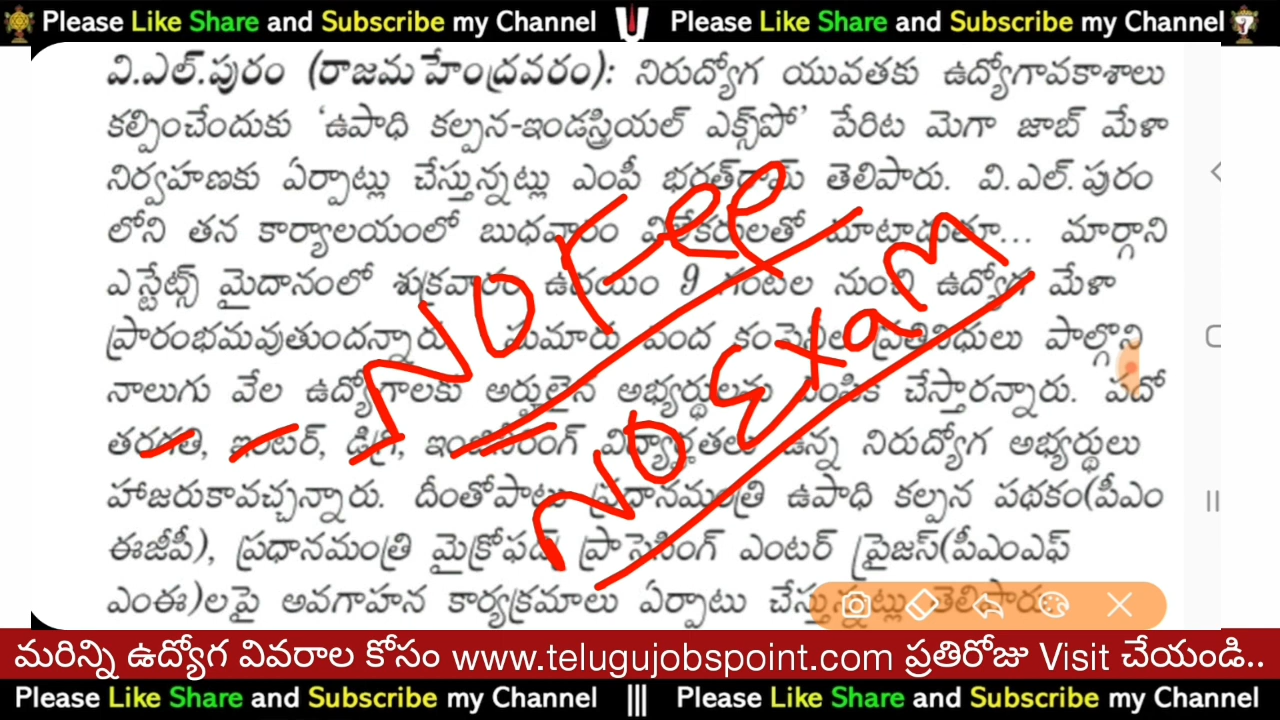 Please Like Share and Subscribe my Channel Please Like Share and Subscribe my Channel
వి.ఎల్.పురం (రాజమహేంద్రవరం): నిరుద్యోగ యువతకు ఉద్యోగావకాశాలు
కల్పించేందుకు 'ఉపాధి కల్పన-ఇండస్ట్రియల్ ఎక్స్‌పో' పేరిట మెగా జాబ్ మేళా
నిర్వహణకు ఏర్పాట్లు చేస్తున్నట్లు ఎంపీ భరత్‌రామ్ తెలిపారు. వి.ఎల్.పురం
లోని తన కార్యాలయంలో బుధవారం విలేకరులతో మాట్లాడుతూ... మార్గాని
ఎస్టేట్స్ మైదానంలో శుక్రవారం ఉదయం 9 గంటల నుంచి ఉద్యోగ మేళా
ప్రారంభమవుతుందన్నారు. సుమారు వంద కంపెనీల ప్రతినిధులు పాల్గొని
నాలుగు వేల ఉద్యోగాలకు అర్హులైన అభ్యర్థులను ఎంపిక చేస్తారన్నారు. పదో
తరగతి, ఇంటర్, డిగ్రీ, ఇంజినీరింగ్ విద్యార్హతలు ఉన్న నిరుద్యోగ అభ్యర్థులు
హాజరుకావచ్చన్నారు. దీంతోపాటు ప్రధానమంత్రి ఉపాధి కల్పన పథకం(పీఎం
ఈజీపీ), ప్రధానమంత్రి మైక్రోఫుడ్ ప్రాసెసింగ్ ఎంటర్ ప్రైజస్(పీఎంఎఫ్
ఎంఈ)లపై అవగాహన కార్యక్రమాలు ఏర్పాటు చేస్తున్నట్లు తెలిపారు.
No Fee
No Exam
మరిన్ని ఉద్యోగ వివరాల కోసం www.telugujobspoint.com ప్రతిరోజు Visit చేయండి..
Please Like Share and Subscribe my Channel ||| Please Like Share and Subscribe my Channel